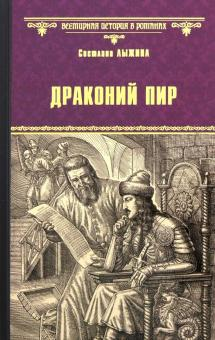 ВСЕМИРНАЯ ИСТОРИЯ В РОМАНАХ
Светлана ЛЫЖИНА
ДРАКОНИЙ ПИР